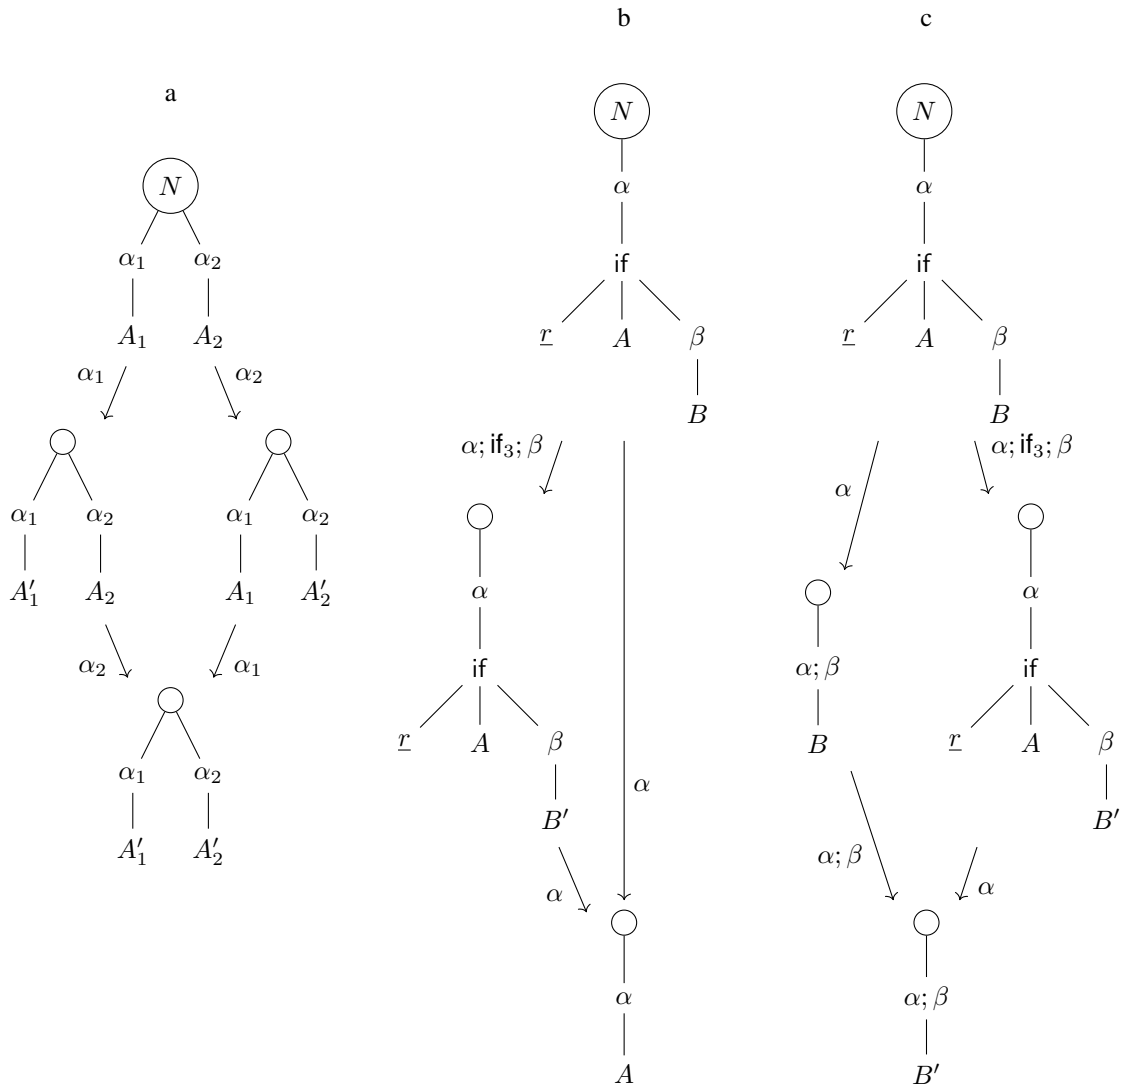 a
N
α₁ α₂
A₁ A₂
α₁ α₂
α₁ α₂ α₁ α₂
A′₁ A₂ A₁ A′₂
α₂ α₁
α₁ α₂
A′₁ A′₂
b
N
α
if
r A β
B
α; if₃; β
α
if
r A β
B′
α
α
α
A
c
N
α
if
r A β
B
α
α; if₃; β
α; β
B
α
if
r A β
B′
α; β
α
α; β
B′